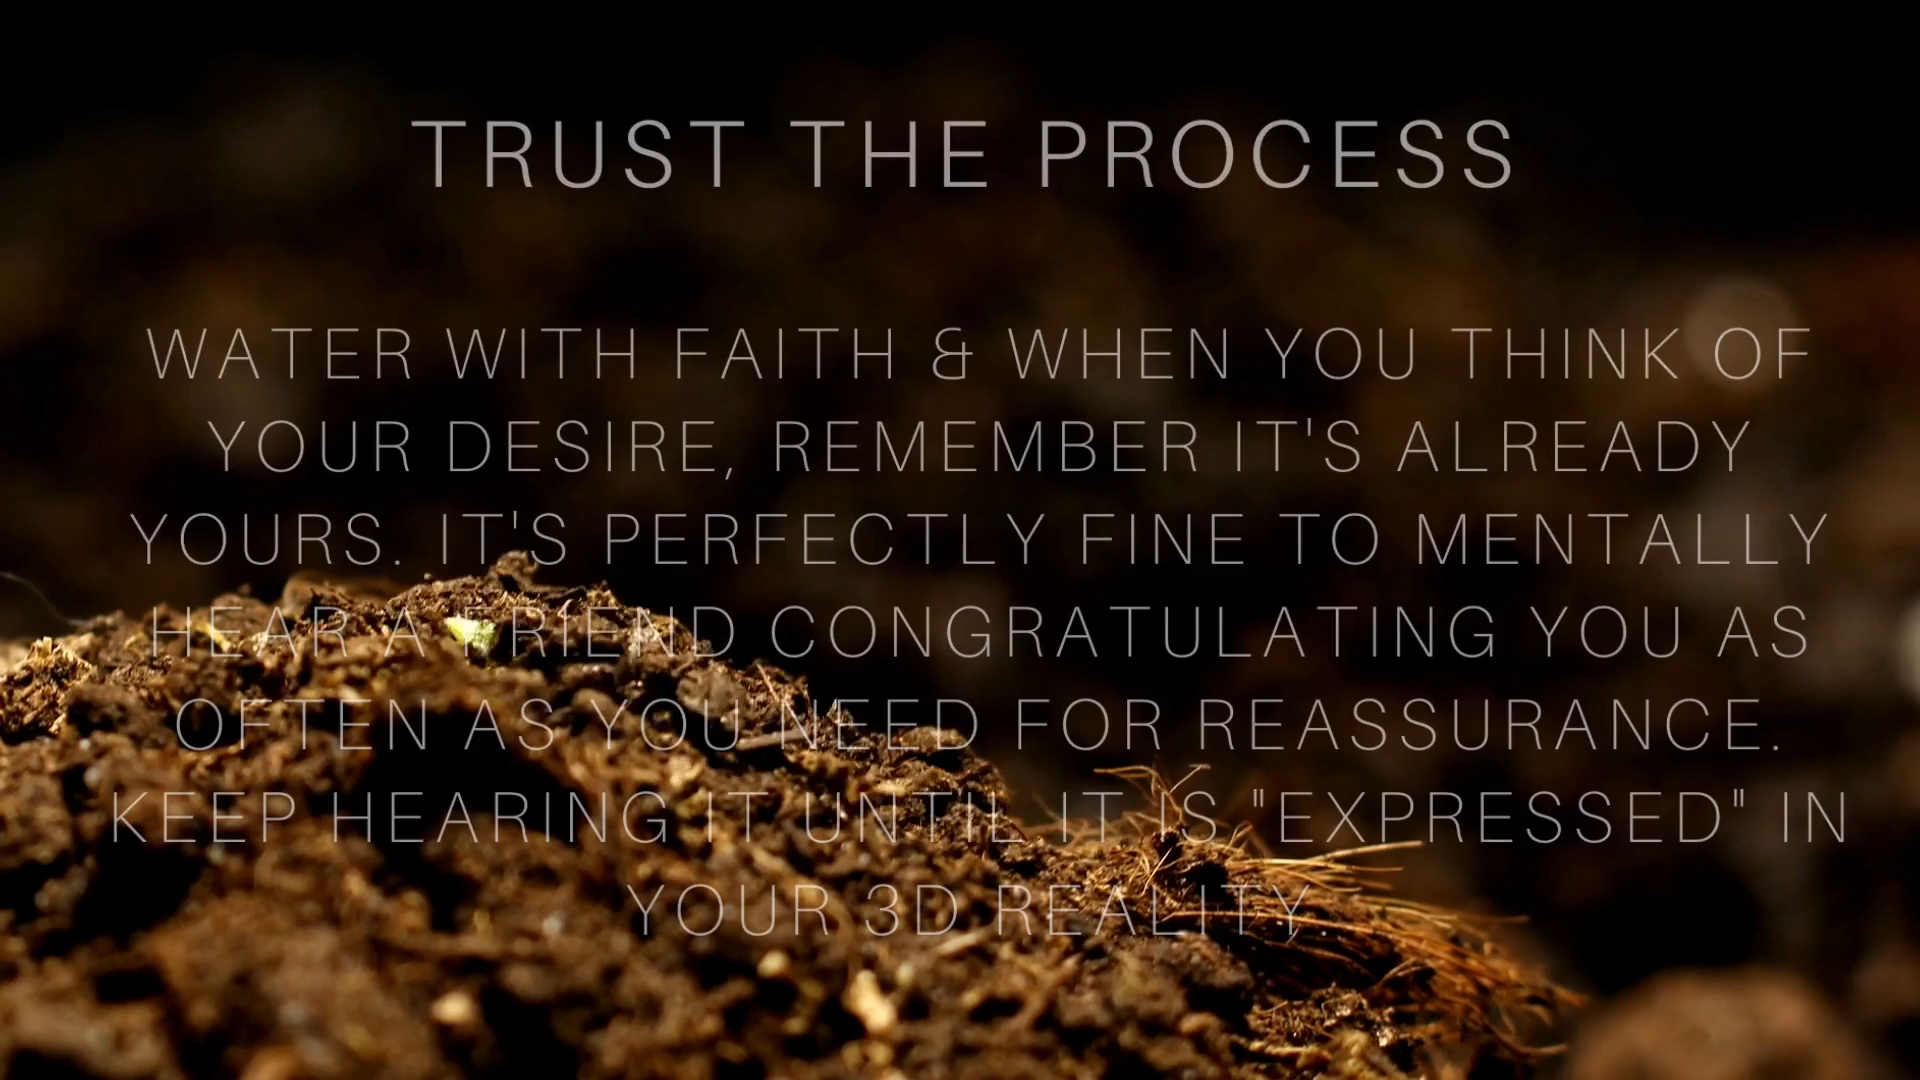 TRUST THE PROCESS
WATER WITH FAITH & WHEN YOU THINK OF
YOUR DESIRE, REMEMBER IT'S ALREADY
YOURS. IT'S PERFECTLY FINE TO MENTALLY
HEAR A FRIEND CONGRATULATING YOU AS
OFTEN AS YOU NEED FOR REASSURANCE.
KEEP HEARING IT UNTIL IT IS "EXPRESSED" IN
YOUR 3D REALITY.